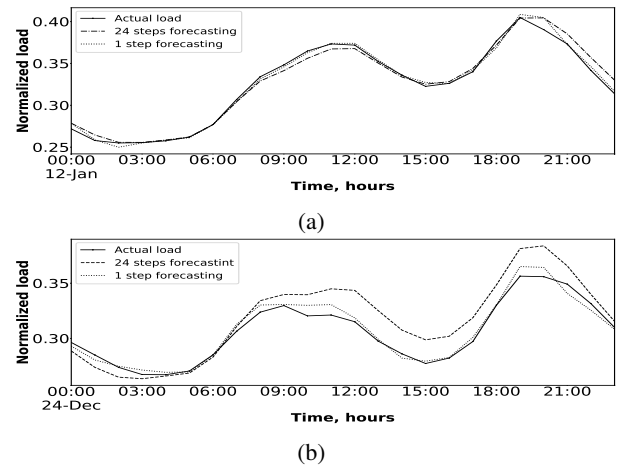 0.40
0.35
0.30
0.25
Normalized load
Actual load
24 steps forecasting
1 step forecasting
00:00 03:00 06:00 09:00 12:00 15:00 18:00 21:00
12-Jan
Time, hours
(a)
0.35
0.30
Normalized load
Actual load
24 steps forecastint
1 step forecasting
00:00 03:00 06:00 09:00 12:00 15:00 18:00 21:00
24-Dec
Time, hours
(b)